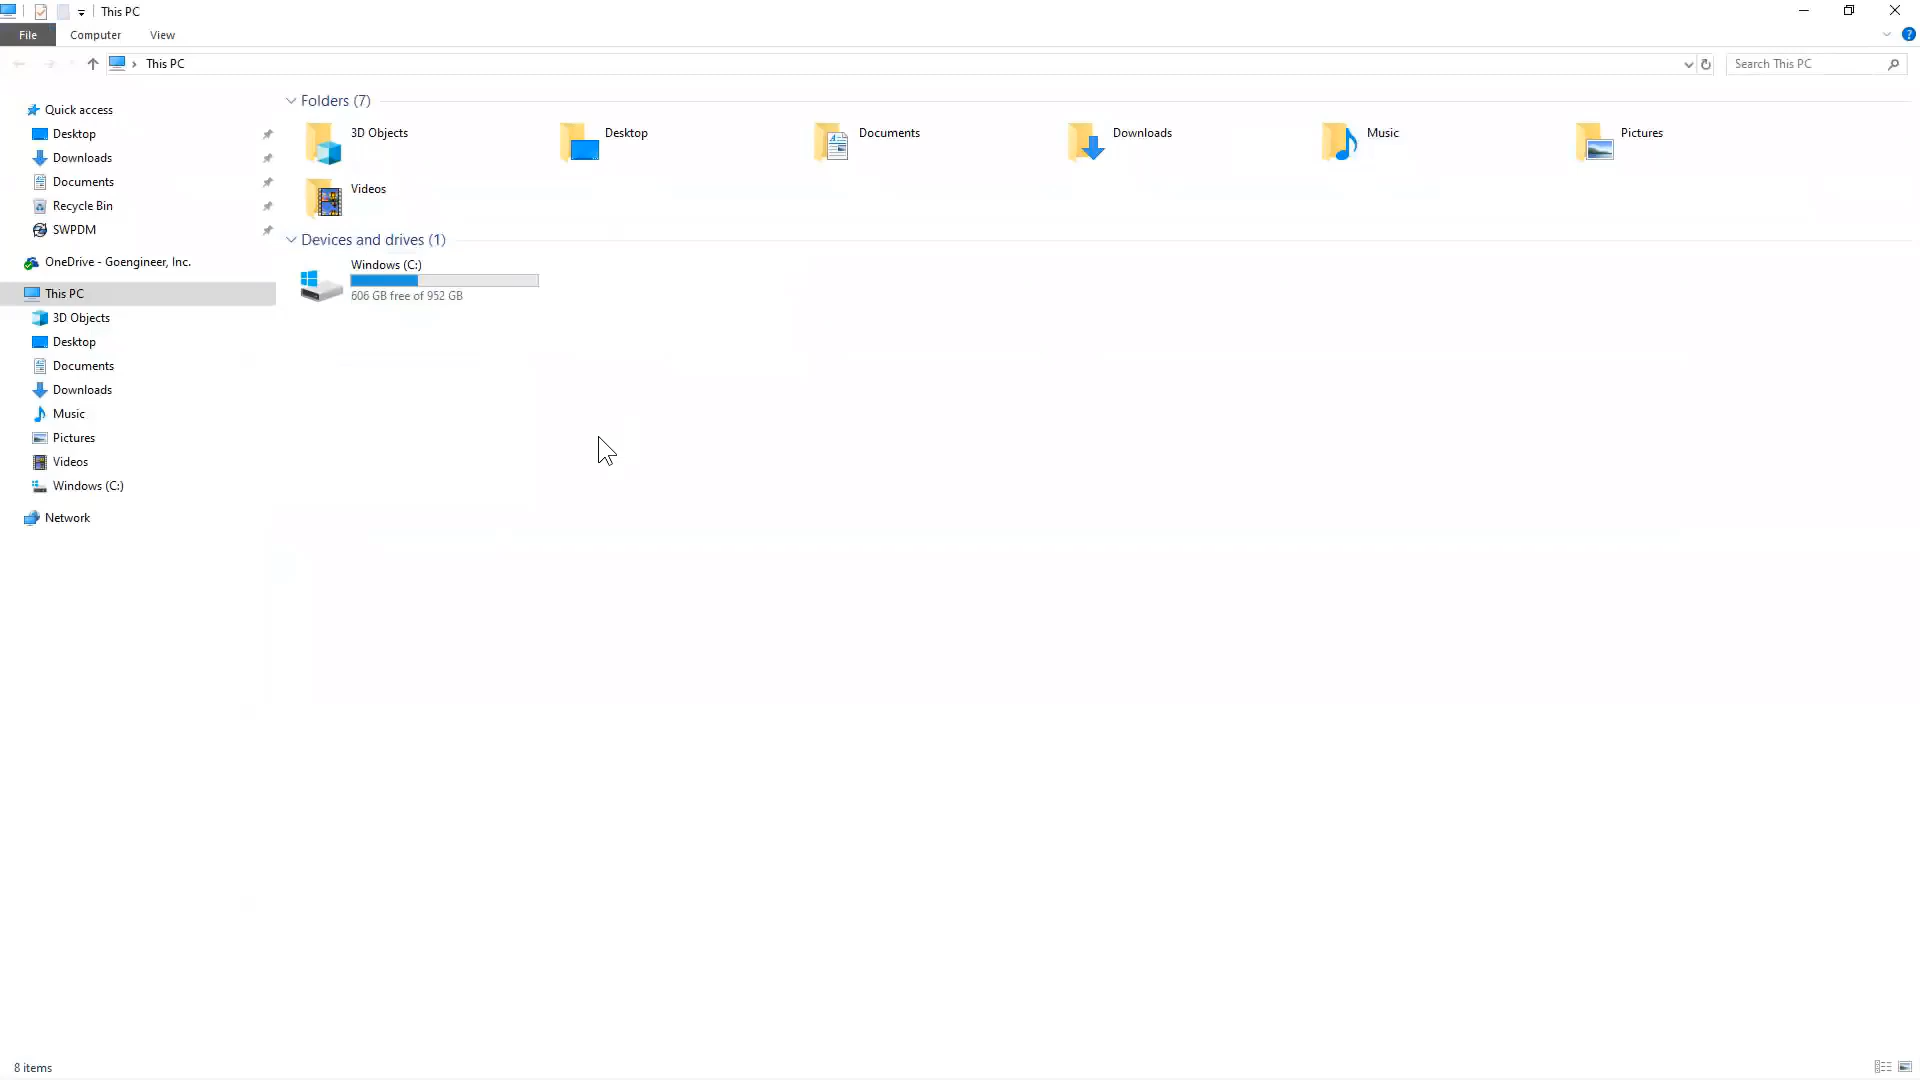 This PC
File Computer View
This PC
Search This PC
Quick access
Desktop
Downloads
Documents
Recycle Bin
SWPDM
OneDrive - Goengineer, Inc.
This PC
3D Objects
Desktop
Documents
Downloads
Music
Pictures
Videos
Windows (C:)
Network
Folders (7)
3D Objects
Desktop
Documents
Downloads
Music
Pictures
Videos
Devices and drives (1)
Windows (C:)
606 GB free of 952 GB
8 items